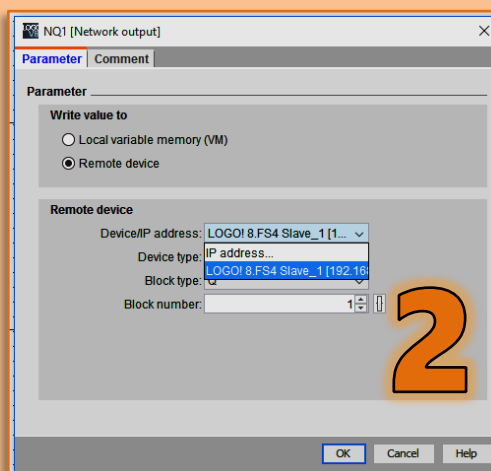 NQ1 [Network output]
Parameter Comment
Parameter
Write value to
Local variable memory (VM)
Remote device
Remote device
Device/IP address: LOGO! 8.FS4 Slave_1 [1...
Device type: IP address...
LOGO! 8.FS4 Slave_1 [192.168
Block type: Q
Block number: 1
2
OK Cancel Help